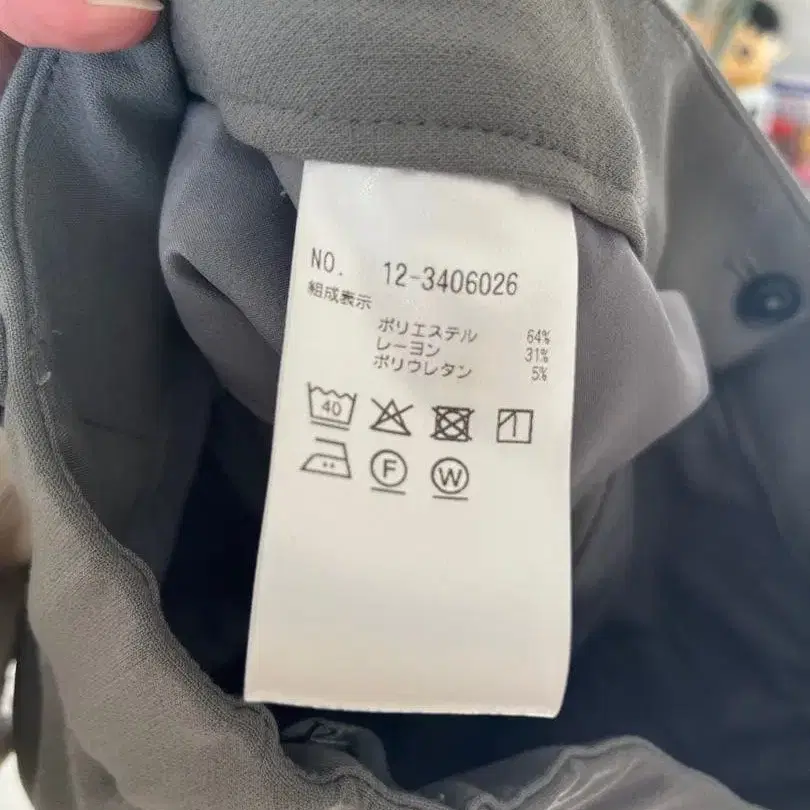 NO. 12-3406026
組成表示
ポリエステル 64%
レーヨン 31%
ポリウレタン 5%
40
F W